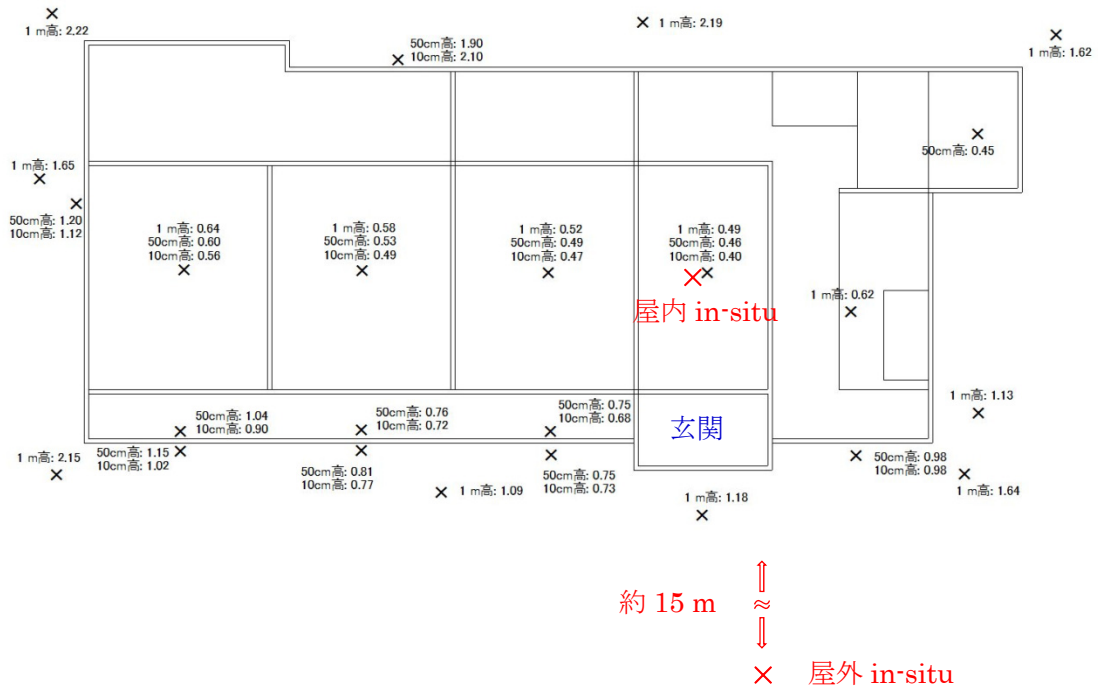 1 m高: 2.22
1 m高: 2.19
1 m高: 1.62
50cm高: 1.90
10cm高: 2.10
50cm高: 0.45
1 m高: 1.65
50cm高: 1.20
10cm高: 1.12
1 m高: 0.64
50cm高: 0.60
10cm高: 0.56
1 m高: 0.58
50cm高: 0.53
10cm高: 0.49
1 m高: 0.52
50cm高: 0.49
10cm高: 0.47
1 m高: 0.49
50cm高: 0.46
10cm高: 0.40
屋内 in-situ
1 m高: 0.62
1 m高: 1.13
50cm高: 1.04
10cm高: 0.90
50cm高: 0.76
10cm高: 0.72
50cm高: 0.75
10cm高: 0.68
玄関
1 m高: 2.15
50cm高: 1.15
10cm高: 1.02
50cm高: 0.81
10cm高: 0.77
1 m高: 1.09
50cm高: 0.75
10cm高: 0.73
1 m高: 1.18
50cm高: 0.98
10cm高: 0.98
1 m高: 1.64
約 15 m
屋外 in-situ